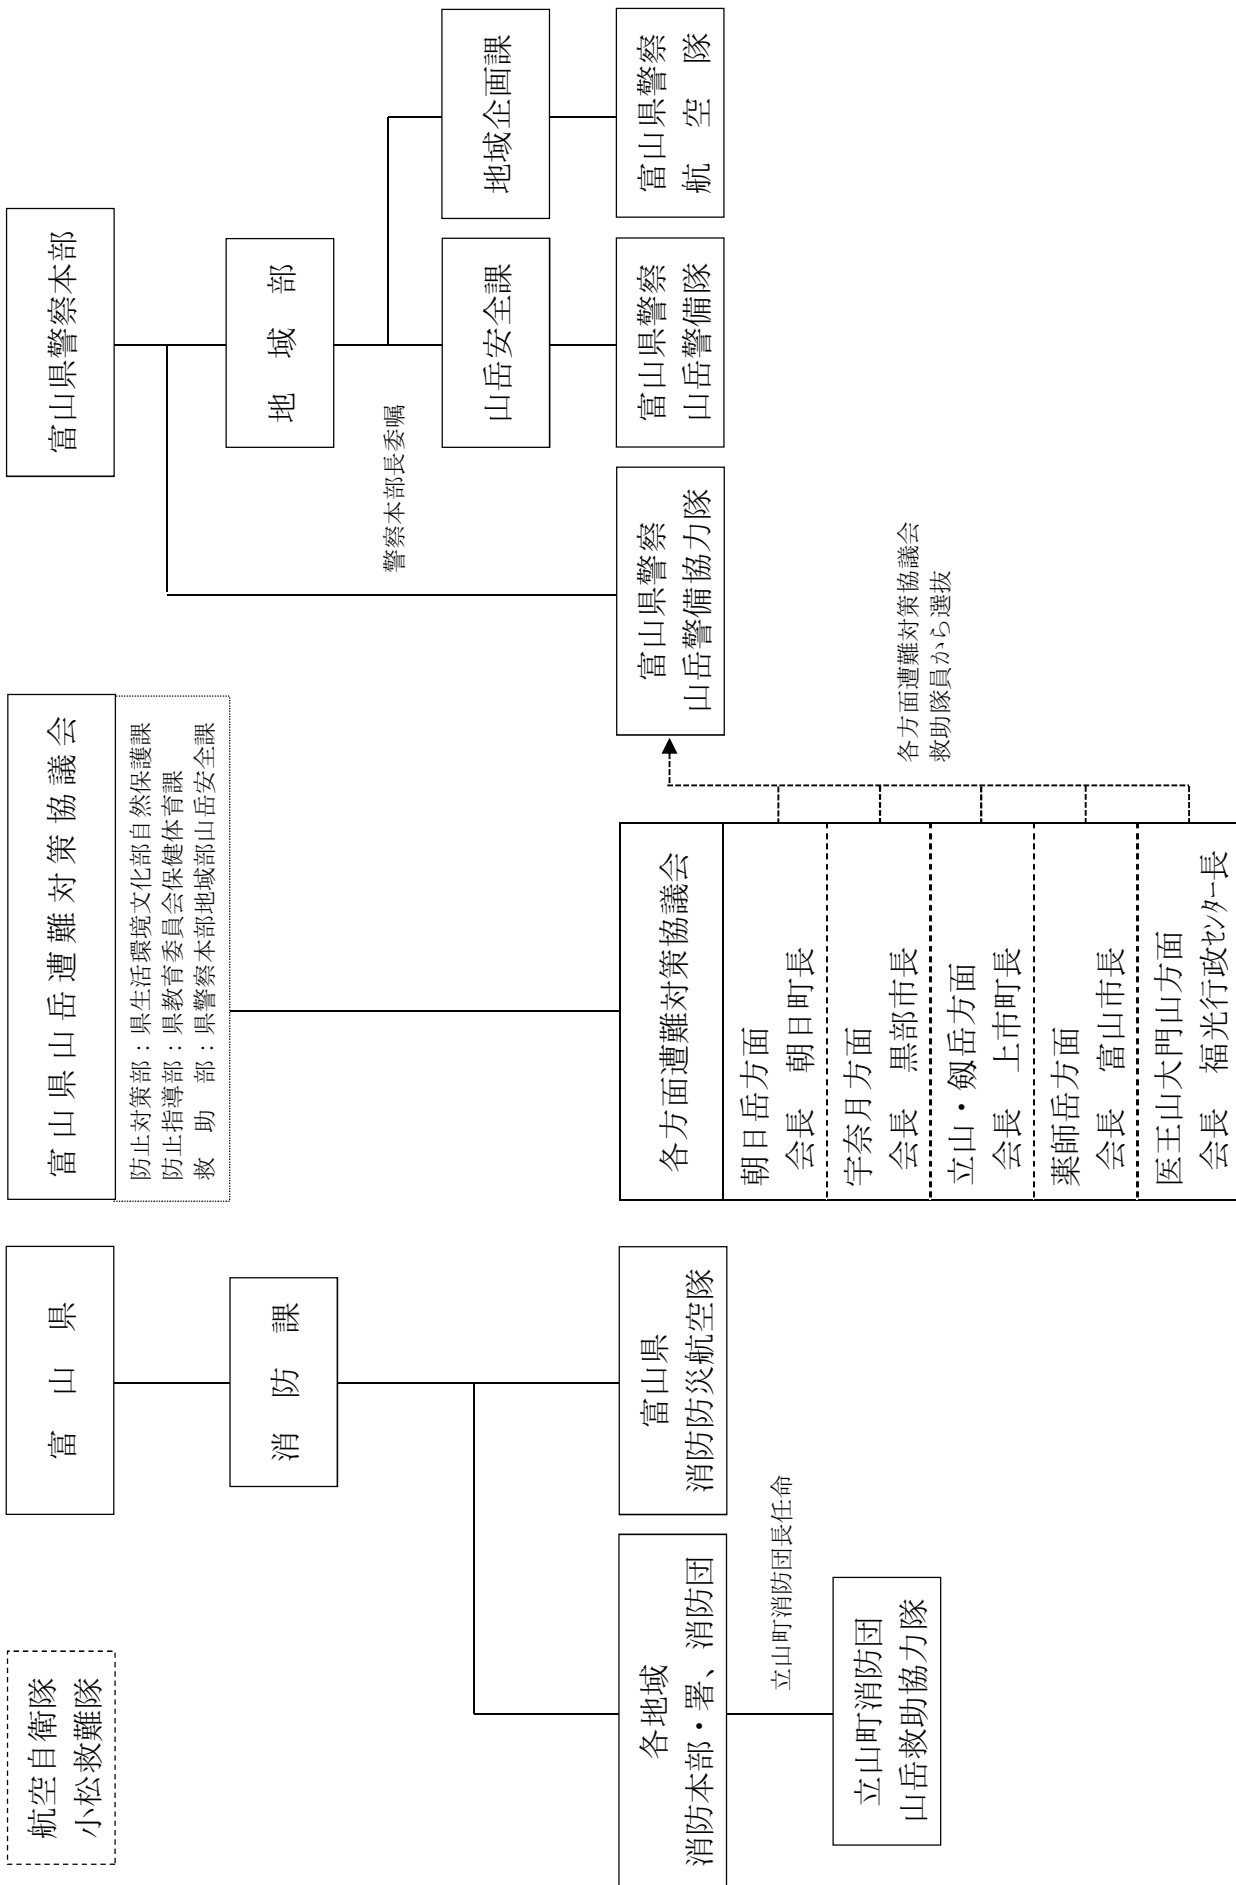 航空自衛隊
小松救難隊
富山県
消防課
各地域
消防本部・署、消防団
富山県
消防防災航空隊
立山町消防団長任命
立山町消防団
山岳救助協力隊
富山県山岳遭難対策協議会
防止対策部：県生活環境文化部自然保護課
防止指導部：県教育委員会保健体育課
救助部：県警察本部地域部山岳安全課
各方面遭難対策協議会
朝日岳方面
会長　朝日町長
宇奈月方面
会長　黒部市長
立山・剱岳方面
会長　上市町長
薬師岳方面
会長　富山市長
医王山大門山方面
会長　福光行政センター長
各方面遭難対策協議会
救助隊員から選抜
富山県警察本部
地域部
警察本部長委嘱
山岳安全課
地域企画課
富山県警察
山岳警備協力隊
富山県警察
山岳警備隊
富山県警察
航空隊